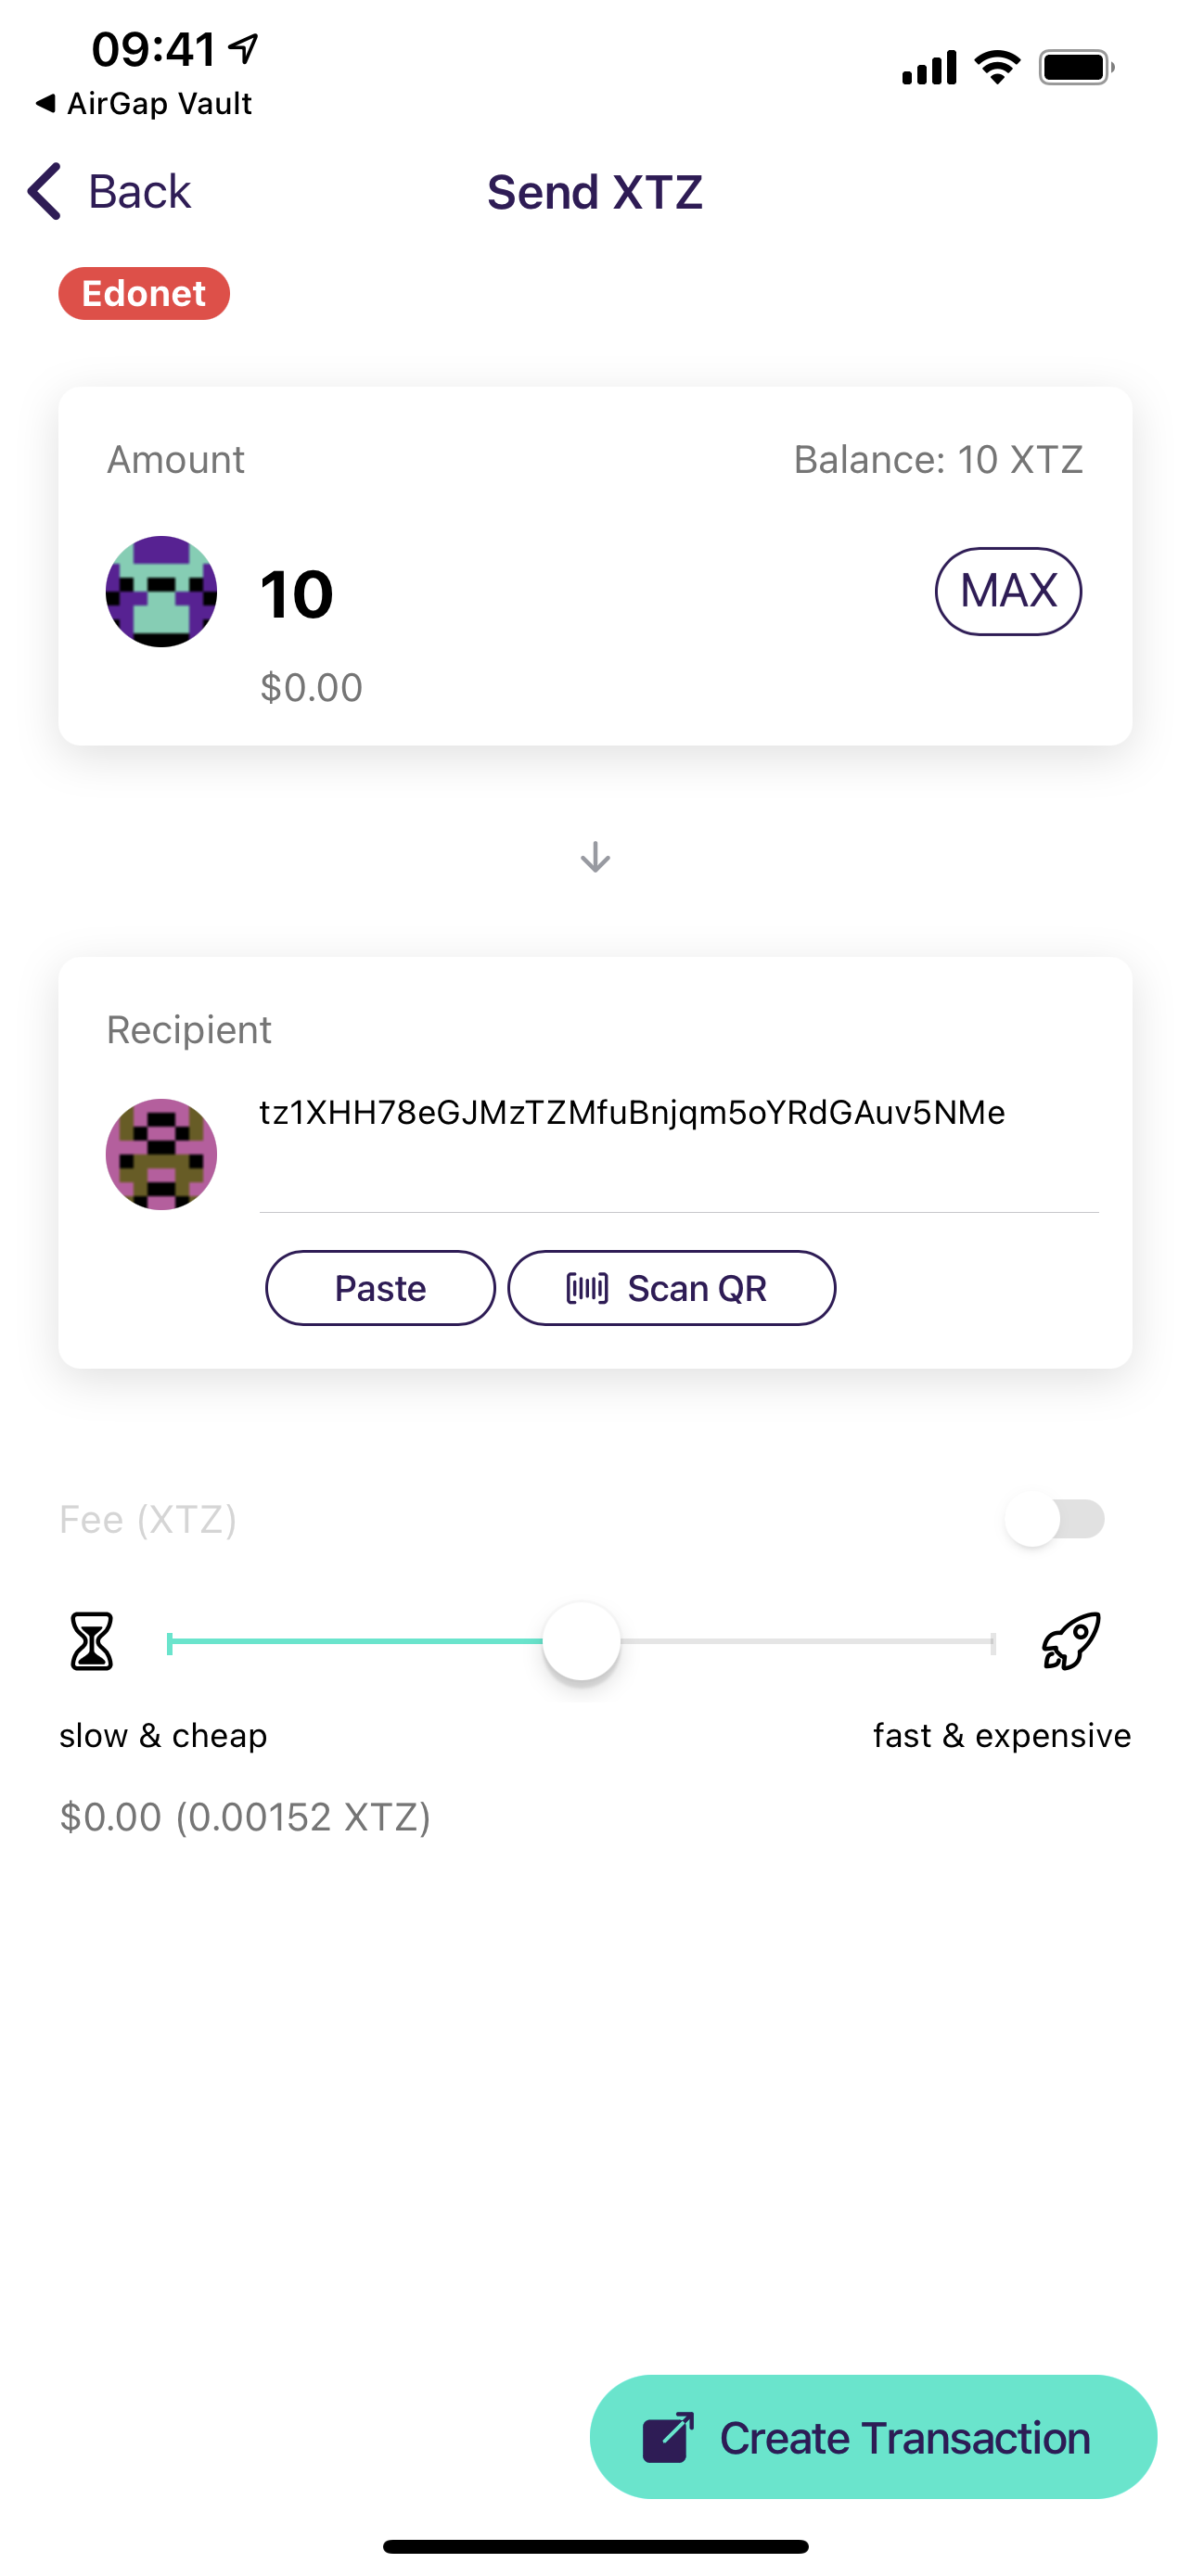 09:41
AirGap Vault
Back
Send XTZ
Edonet
Amount
Balance: 10 XTZ
10
MAX
$0.00
Recipient
tz1XHH78eGJMzTZMfuBnjqm5oYRdGAuv5NMe
Paste
Scan QR
Fee (XTZ)
slow & cheap
fast & expensive
$0.00 (0.00152 XTZ)
Create Transaction